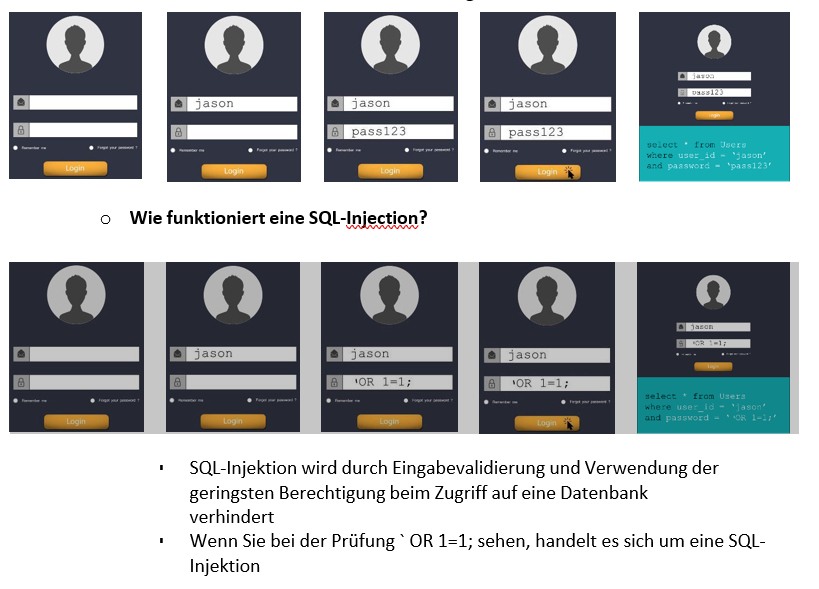 Remember me Forgot your password ?
Login
jason
Remember me Forgot your password ?
Login
jason
pass123
Remember me Forgot your password ?
Login
jason
pass123
Remember me Forgot your password ?
Login
jason
pass123
Login
select * from Users
where user_id = 'jason'
and password = 'pass123'
o Wie funktioniert eine SQL-Injection?
Remember me Forgot your password ?
Login
jason
Remember me Forgot your password ?
Login
jason
'OR 1=1;
Remember me Forgot your password ?
Login
jason
'OR 1=1;
Remember me Forgot your password ?
Login
jason
'OR 1=1;
Login
select * from Users
where user_id = 'jason'
and password = ''OR 1=1;'
▪ SQL-Injektion wird durch Eingabevalidierung und Verwendung der
geringsten Berechtigung beim Zugriff auf eine Datenbank
verhindert
▪ Wenn Sie bei der Prüfung ` OR 1=1; sehen, handelt es sich um eine SQL-
Injektion